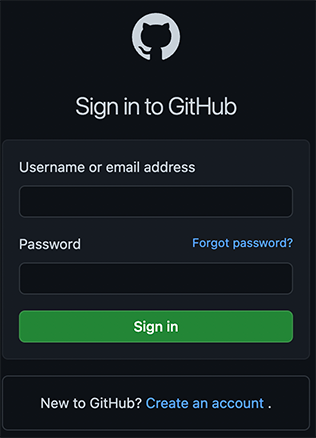 Sign in to GitHub
Username or email address
Password Forgot password?
Sign in
New to GitHub? Create an account .